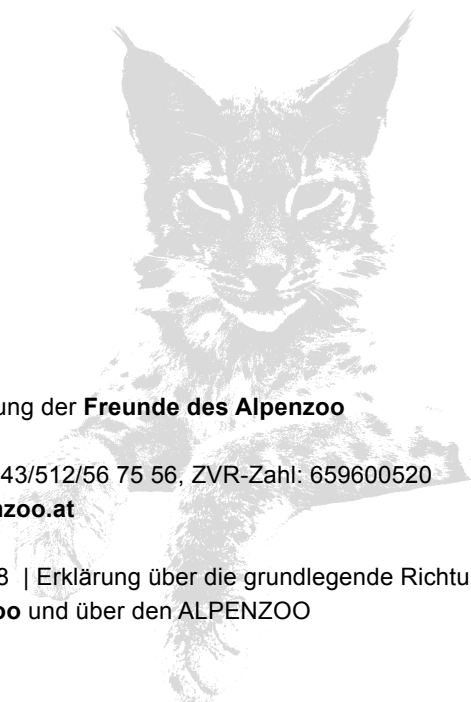 ung der Freunde des Alpenzoo
43/512/56 75 56, ZVR-Zahl: 659600520
nzoo.at
8 | Erklärung über die grundlegende Richtu
oo und über den ALPENZOO